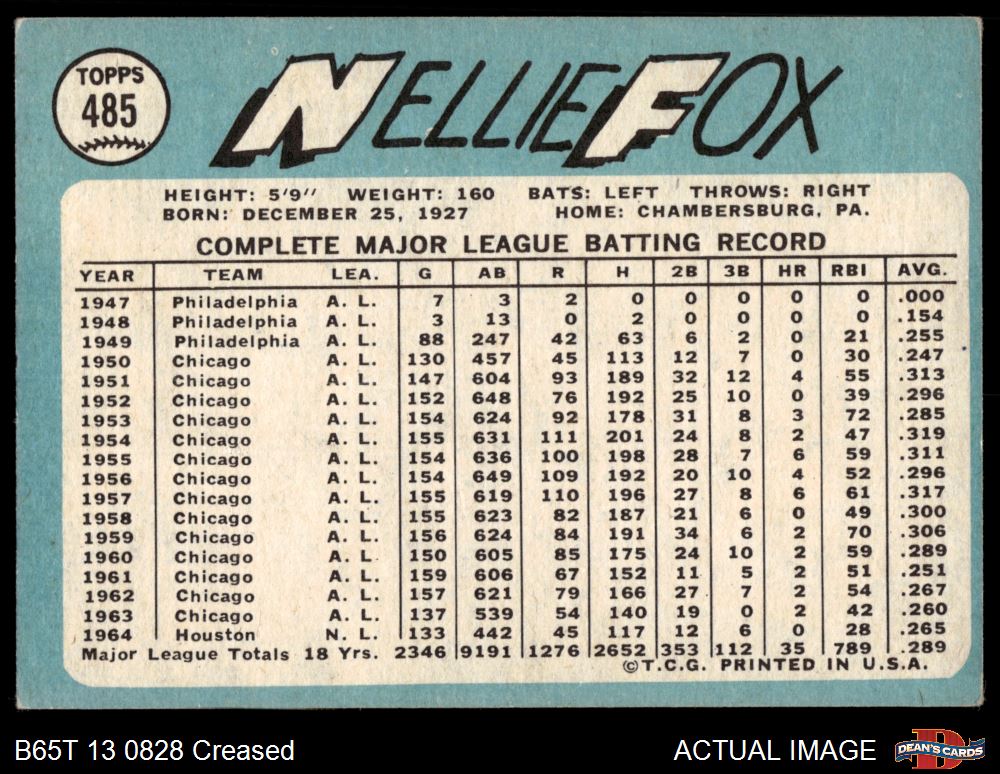 TOPPS
485
NELLIE FOX
HEIGHT: 5'9" WEIGHT: 160 BATS: LEFT THROWS: RIGHT
BORN: DECEMBER 25, 1927 HOME: CHAMBERSBURG, PA.
COMPLETE MAJOR LEAGUE BATTING RECORD
YEAR TEAM LEA. G AB R H 2B 3B HR RBI AVG.
1947 Philadelphia A. L. 7 3 2 0 0 0 0 0 .000
1948 Philadelphia A. L. 3 13 0 2 0 0 0 0 .154
1949 Philadelphia A. L. 88 247 42 63 6 2 0 21 .255
1950 Chicago A. L. 130 457 45 113 12 7 0 30 .247
1951 Chicago A. L. 147 604 93 189 32 12 4 55 .313
1952 Chicago A. L. 152 648 76 192 25 10 0 39 .296
1953 Chicago A. L. 154 624 92 178 31 8 3 72 .285
1954 Chicago A. L. 155 631 111 201 24 8 2 47 .319
1955 Chicago A. L. 154 636 100 198 28 7 6 59 .311
1956 Chicago A. L. 154 649 109 192 20 10 4 52 .296
1957 Chicago A. L. 155 619 110 196 27 8 6 61 .317
1958 Chicago A. L. 155 623 82 187 21 6 0 49 .300
1959 Chicago A. L. 156 624 84 191 34 6 2 70 .306
1960 Chicago A. L. 150 605 85 175 24 10 2 59 .289
1961 Chicago A. L. 159 606 67 152 11 5 2 51 .251
1962 Chicago A. L. 157 621 79 166 27 7 2 54 .267
1963 Chicago A. L. 137 539 54 140 19 0 2 42 .260
1964 Houston N. L. 133 442 45 117 12 6 0 28 .265
Major League Totals 18 Yrs. 2346 9191 1276 2652 353 112 35 789 .289
©T.C.G. PRINTED IN U.S.A.
B65T 13 0828 Creased ACTUAL IMAGE
DEAN'S CARDS